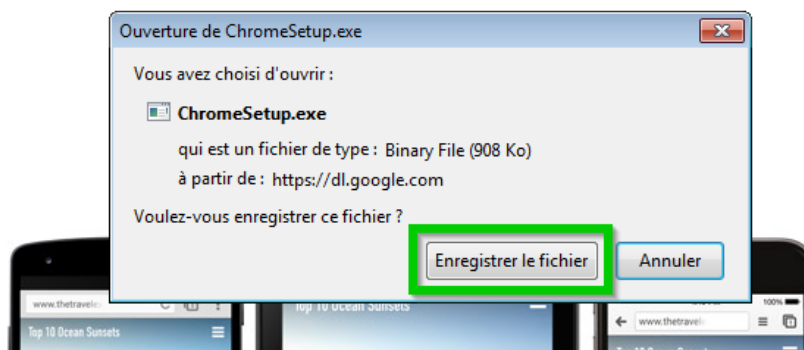 Ouverture de ChromeSetup.exe
Vous avez choisi d'ouvrir :
ChromeSetup.exe
qui est un fichier de type : Binary File (908 Ko)
à partir de : https://dl.google.com
Voulez-vous enregistrer ce fichier ?
Enregistrer le fichier
Annuler
www.thetravele
Top 10 Ocean Sunsets
Top 10 Ocean Sunsets
100%
www.thetravel